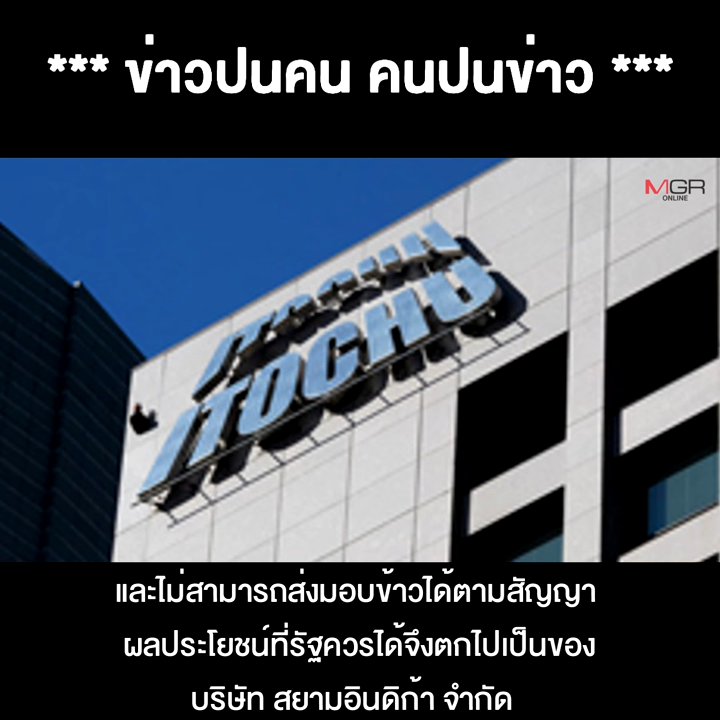 *** ข่าวปนคน คนปนข่าว ***
MGR
ONLINE
ITOCHU
ITOCHU
และไม่สามารถส่งมอบข้าวได้ตามสัญญา
ผลประโยชน์ที่รัฐควรได้จึงตกไปเป็นของ
บริษัท สยามอินดิก้า จำกัด